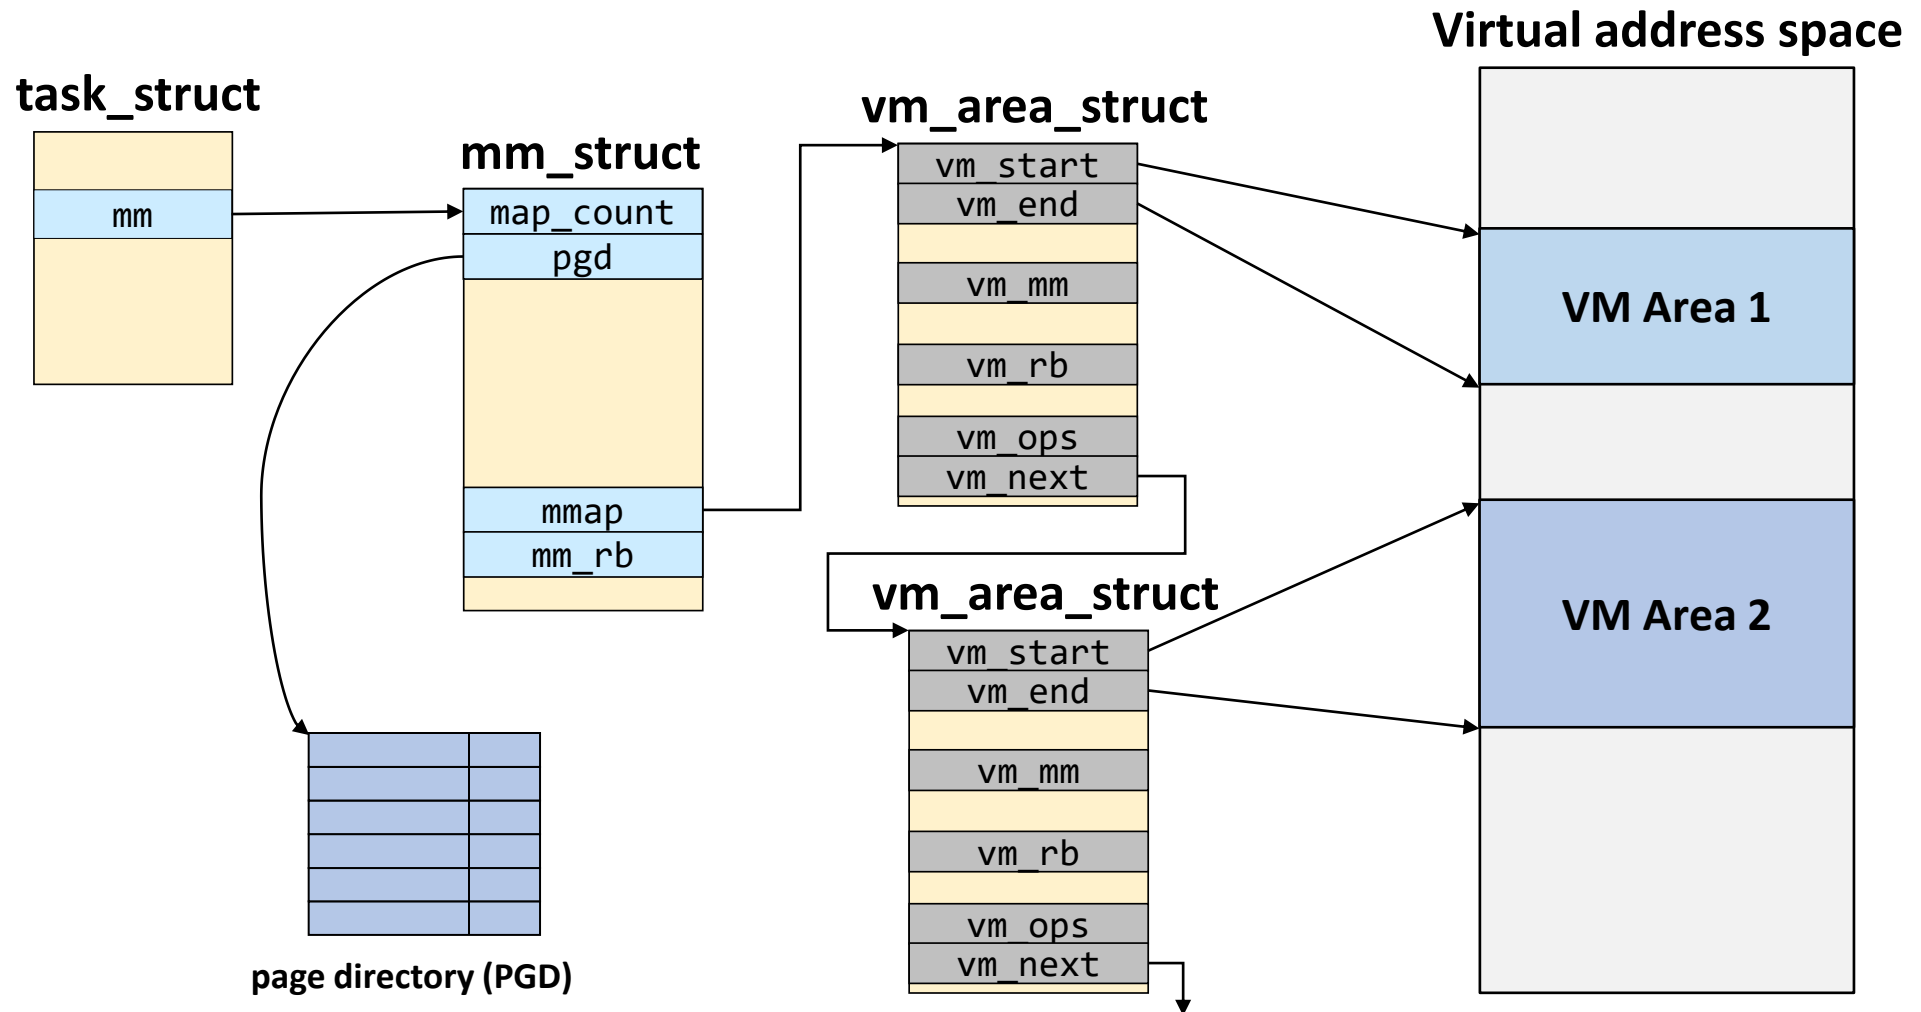 Virtual address space
task_struct
mm
mm_struct
map_count
pgd
mmap
mm_rb
page directory (PGD)
vm_area_struct
vm_start
vm_end
vm_mm
vm_rb
vm_ops
vm_next
vm_area_struct
vm_start
vm_end
vm_mm
vm_rb
vm_ops
vm_next
VM Area 1
VM Area 2